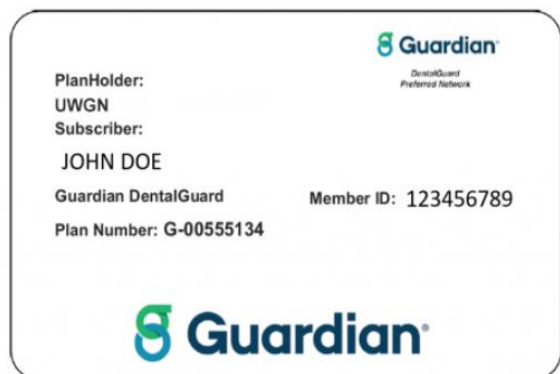 Guardian
DentalGuard
Preferred Network
PlanHolder:
UWGN
Subscriber:
JOHN DOE
Guardian DentalGuard
Member ID: 123456789
Plan Number: G-00555134
Guardian